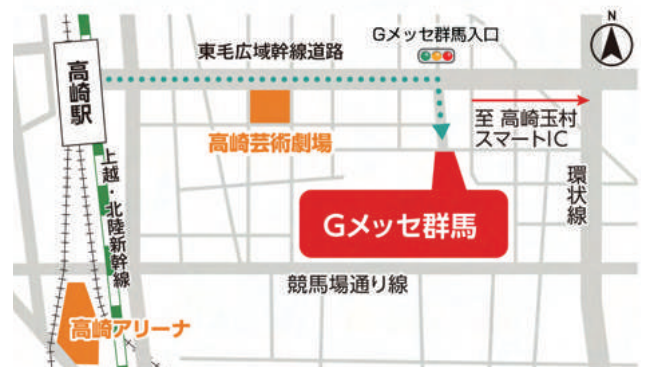 N
Gメッセ群馬入口
東毛広域幹線道路
高崎駅
高崎芸術劇場
至 高崎玉村
スマートIC
環状線
上越・北陸新幹線
Gメッセ群馬
競馬場通り線
高崎アリーナ